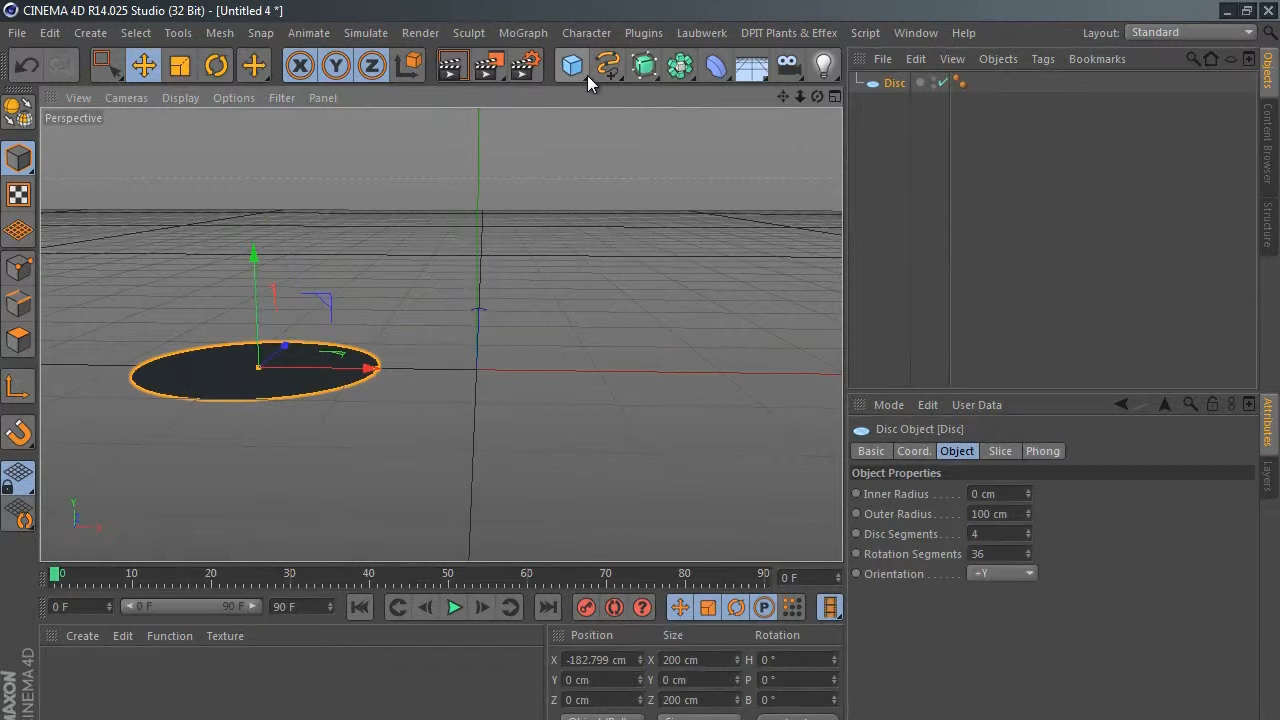 CINEMA 4D R14.025 Studio (32 Bit) - [Untitled 4 *]
File Edit Create Select Tools Mesh Snap Animate Simulate Render Sculpt MoGraph Character Plugins Laubwerk DPIT Plants & Effex Script Window Help Layout: Standard
X Y Z
File Edit View Objects Tags Bookmarks
View Cameras Display Options Filter Panel
Disc
Perspective
Objects
Content Browser
Structure
Mode Edit User Data
Disc Object [Disc]
Basic Coord. Object Slice Phong
Object Properties
Inner Radius . . . . . 0 cm
Outer Radius . . . . 100 cm
Disc Segments. . . . 4
Rotation Segments 36
Orientation . . . . . . +Y
Attributes
Layers
Y
X
0 10 20 30 40 50 60 70 80 90 0 F
0 F 0 F 90 F 90 F P
Create Edit Function Texture
Position Size Rotation
X -182.799 cm X 200 cm H 0 °
Y 0 cm Y 0 cm P 0 °
Z 0 cm Z 200 cm B 0 °
MAXON
CINEMA 4D